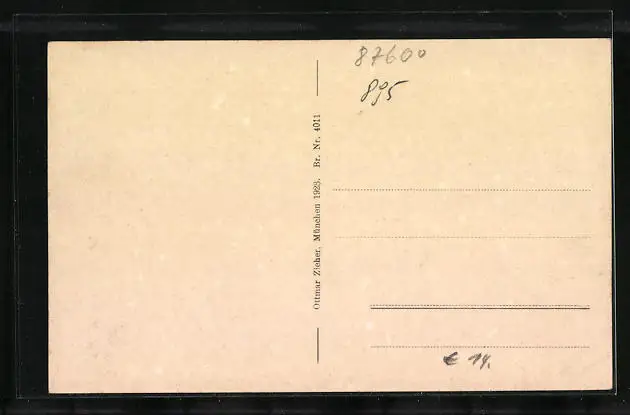 87600
895
Ottmar Zieher, München 1923. Br. Nr. 4011
€ 14.